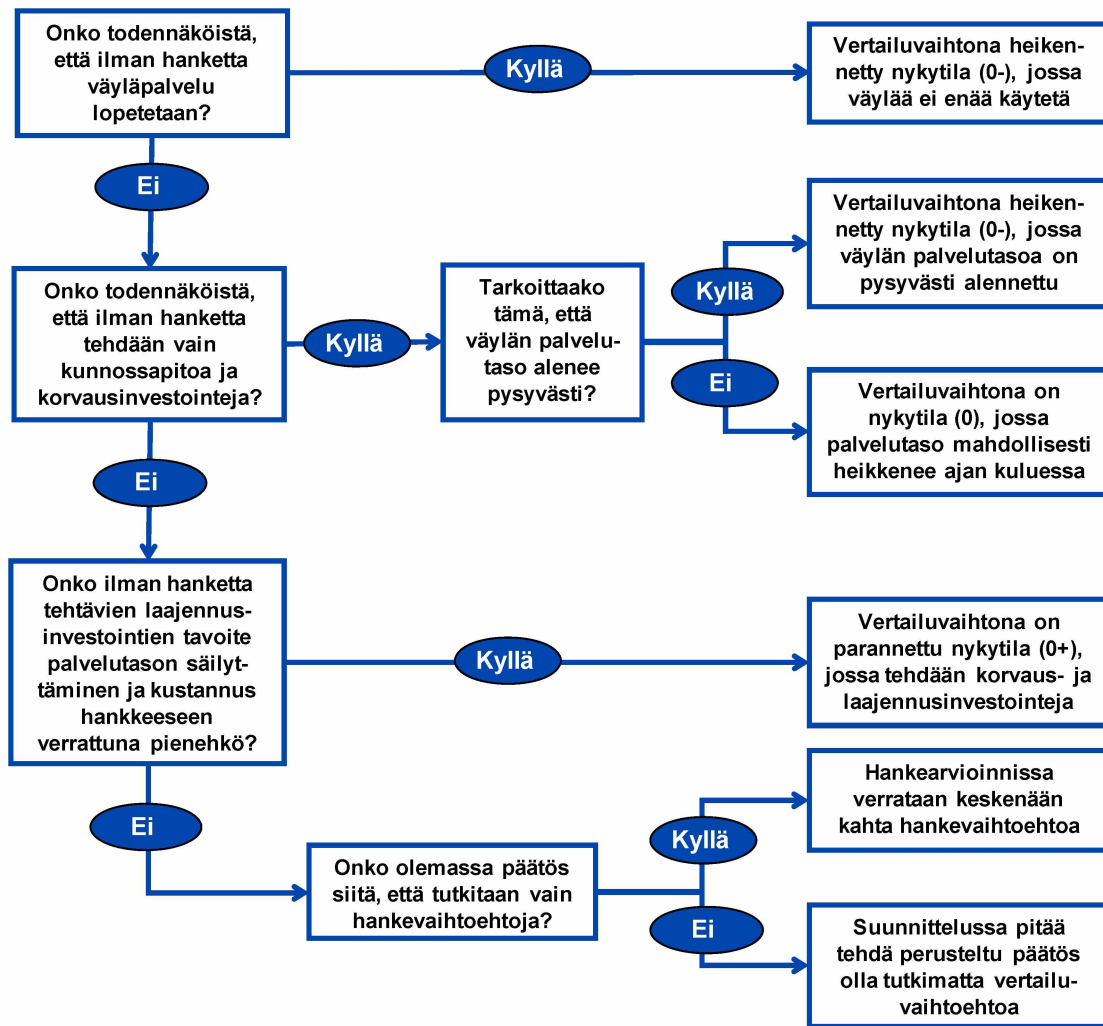 Onko todennäköistä,
että ilman hanketta
väyläpalvelu
lopetetaan?
Kyllä
Vertailuvaihtona heiken-
netty nykytila (0-), jossa
väylää ei enää käytetä
Ei
Onko todennäköistä,
että ilman hanketta
tehdään vain
kunnossapitoa ja
korvausinvestointeja?
Kyllä
Tarkoittaako
tämä, että
väylän palvelu-
taso alenee
pysyvästi?
Kyllä
Vertailuvaihtona heiken-
netty nykytila (0-), jossa
väylän palvelutasoa on
pysyvästi alennettu
Ei
Vertailuvaihtona on
nykytila (0), jossa
palvelutaso mahdollisesti
heikkenee ajan kuluessa
Ei
Onko ilman hanketta
tehtävien laajennus-
investointien tavoite
palvelutason säilyt-
täminen ja kustannus
hankkeeseen
verrattuna pienehkö?
Kyllä
Vertailuvaihtona on
parannettu nykytila (0+),
jossa tehdään korvaus- ja
laajennusinvestointeja
Ei
Onko olemassa päätös
siitä, että tutkitaan vain
hankevaihtoehtoja?
Kyllä
Hankearvioinnissa
verrataan keskenään
kahta hankevaihtoehtoa
Ei
Suunnittelussa pitää
tehdä perusteltu päätös
olla tutkimatta vertailu-
vaihtoehtoa